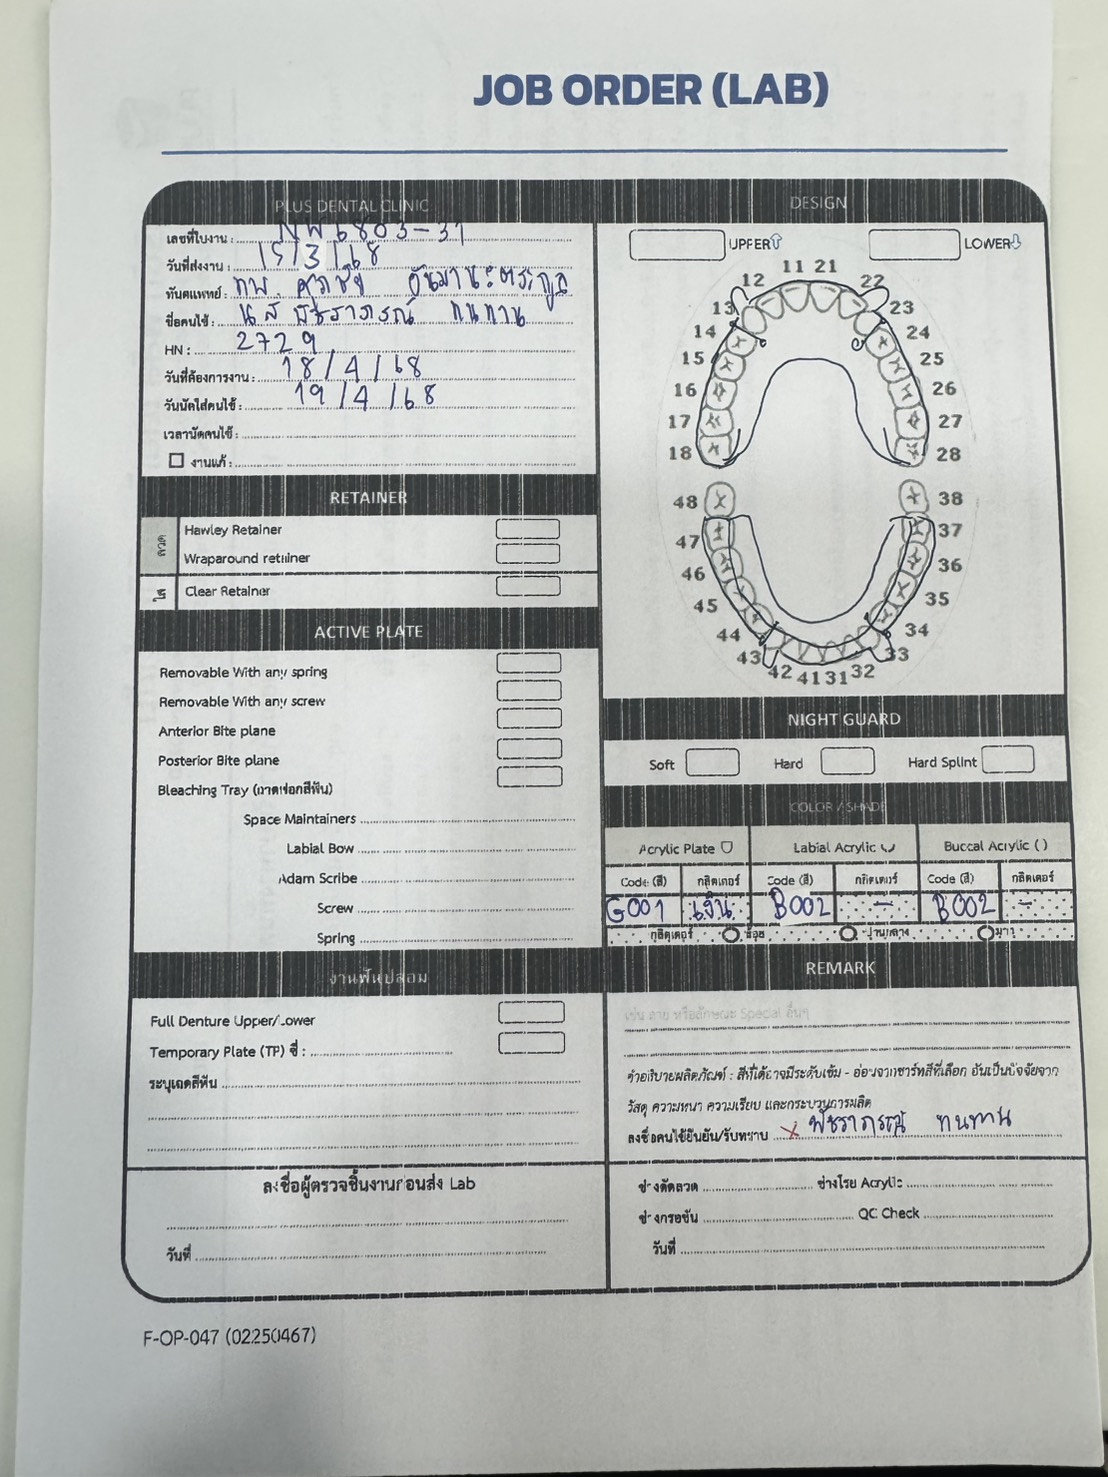 JOB ORDER (LAB)
PLUS DENTAL CLINIC
เลขที่ใบงาน : NW6803-31
วันที่ส่งงาน : 15/3/68
ทันตแพทย์ : ทพ. ศุภชัย
ชื่อคนไข้ : นส พัชราภรณ์ ทนทาน
HN : 2729
วันที่ต้องการงาน : 18/4/68
วันนัดใส่คนไข้ : 19/4/68
เวลานัดคนไข้ :
งานแก้ :
DESIGN
UPPER
LOWER
11 21
12 22
13 23
14 24
15 25
16 26
17 27
18 28
48 38
47 37
46 36
45 35
44 34
43 33
42 41 31 32
RETAINER
ลวด
Hawley Retainer
Wraparound retainer
ใส
Clear Retainer
ACTIVE PLATE
Removable With any spring
Removable With any screw
Anterior Bite plane
Posterior Bite plane
Bleaching Tray (ถาดฟอกสีฟัน)
Space Maintainers
Labial Bow
Adam Scribe
Screw
Spring
NIGHT GUARD
Soft Hard Hard Splint
COLOR / SHADE
Acrylic Plate Labial Acrylic Buccal Acrylic ( )
Code (สี) กลิตเตอร์ Code (สี) กลิตเตอร์ Code (สี) กลิตเตอร์
G001 เงิน B002 - B002 -
กลิตเตอร์ น้อย ปานกลาง มาก
งานฟันปลอม
Full Denture Upper/Lower
Temporary Plate (TP) ซี่ :
ระบุเฉดสีฟัน
REMARK
เช่น ลาย หรือลักษณะ Special อื่นๆ
คำอธิบายผลิตภัณฑ์ : สีที่ได้อาจมีระดับเข้ม - อ่อนจากชาร์ทสีที่เลือก อันเป็นปัจจัยจาก
วัสดุ ความหนา ความเรียบ และกระบวนการผลิต
ลงชื่อคนไข้ยืนยัน/รับทราบ x พัชราภรณ์ ทนทาน
ลงชื่อผู้ตรวจชิ้นงานก่อนส่ง Lab
วันที่
ช่างดัดลวด ช่างโรย Acrylic
ช่างกรอขัด QC Check
วันที่
F-OP-047 (02250467)